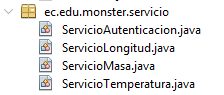 ec.edu.monster.servicio
ServicioAutenticacion.java
ServicioLongitud.java
ServicioMasa.java
ServicioTemperatura.java